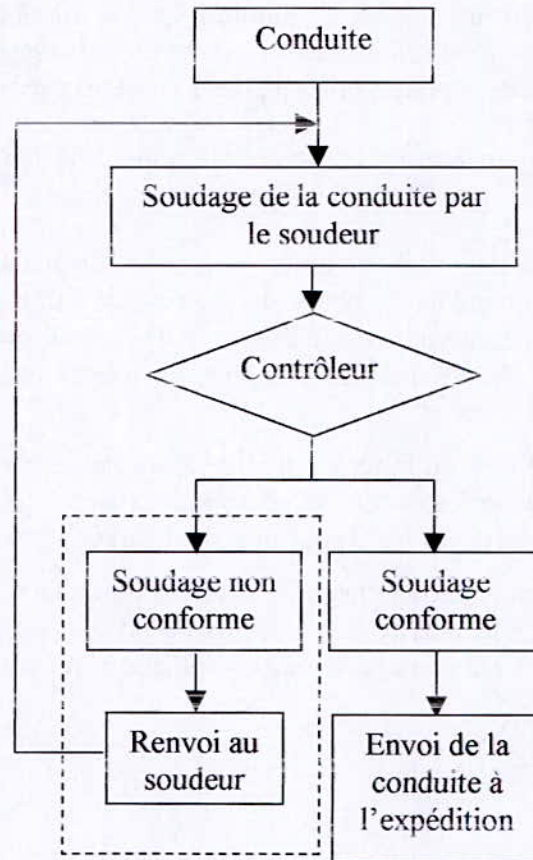 Conduite
Soudage de la conduite par
le soudeur
Contrôleur
Soudage non
conforme
Soudage
conforme
Renvoi au
soudeur
Envoi de la
conduite à
l'expédition